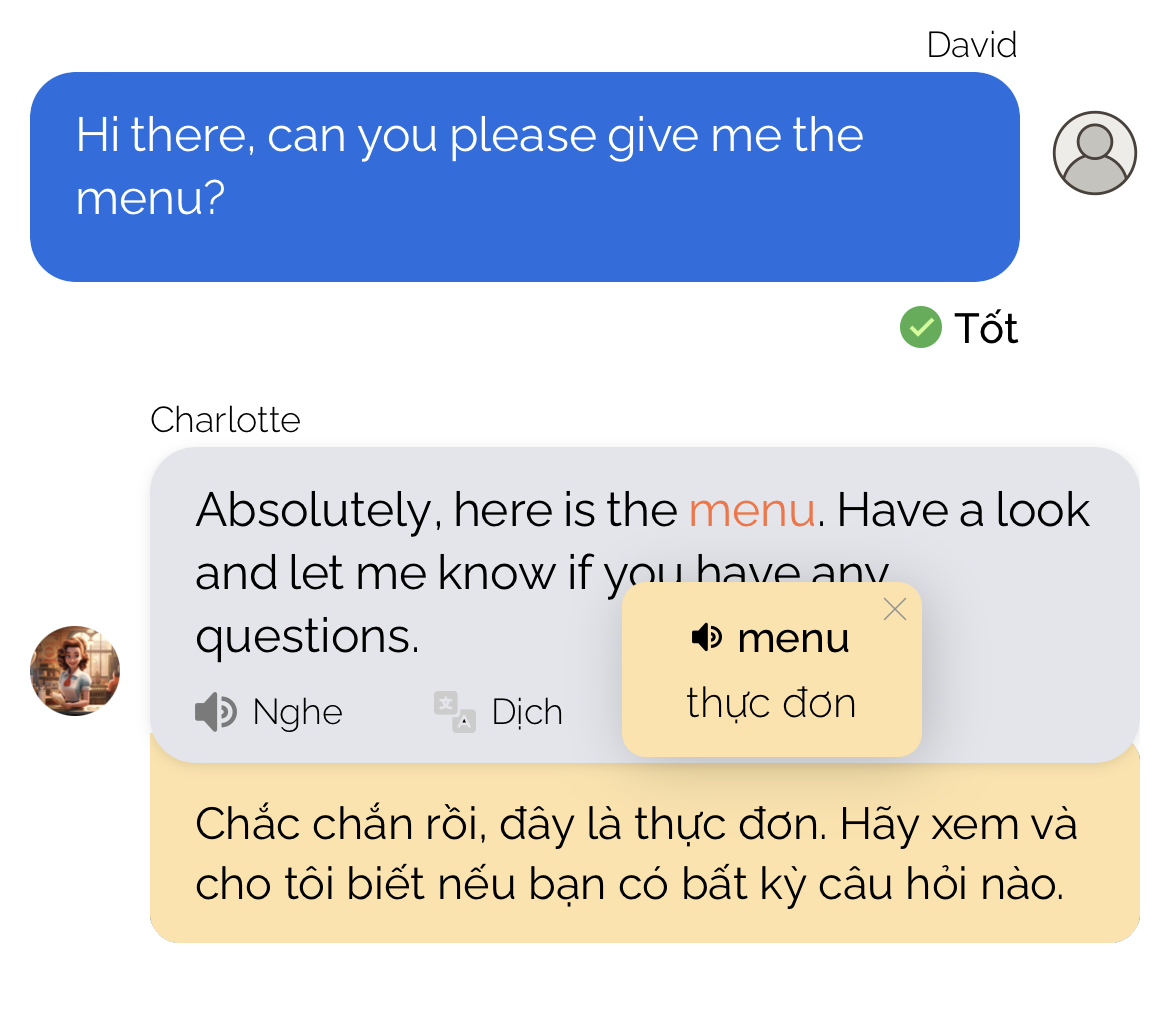 David
Hi there, can you please give me the
menu?
Tốt
Charlotte
Absolutely, here is the menu. Have a look
and let me know if you have any
questions.
menu
thực đơn
Nghe
Dịch
Chắc chắn rồi, đây là thực đơn. Hãy xem và
cho tôi biết nếu bạn có bất kỳ câu hỏi nào.